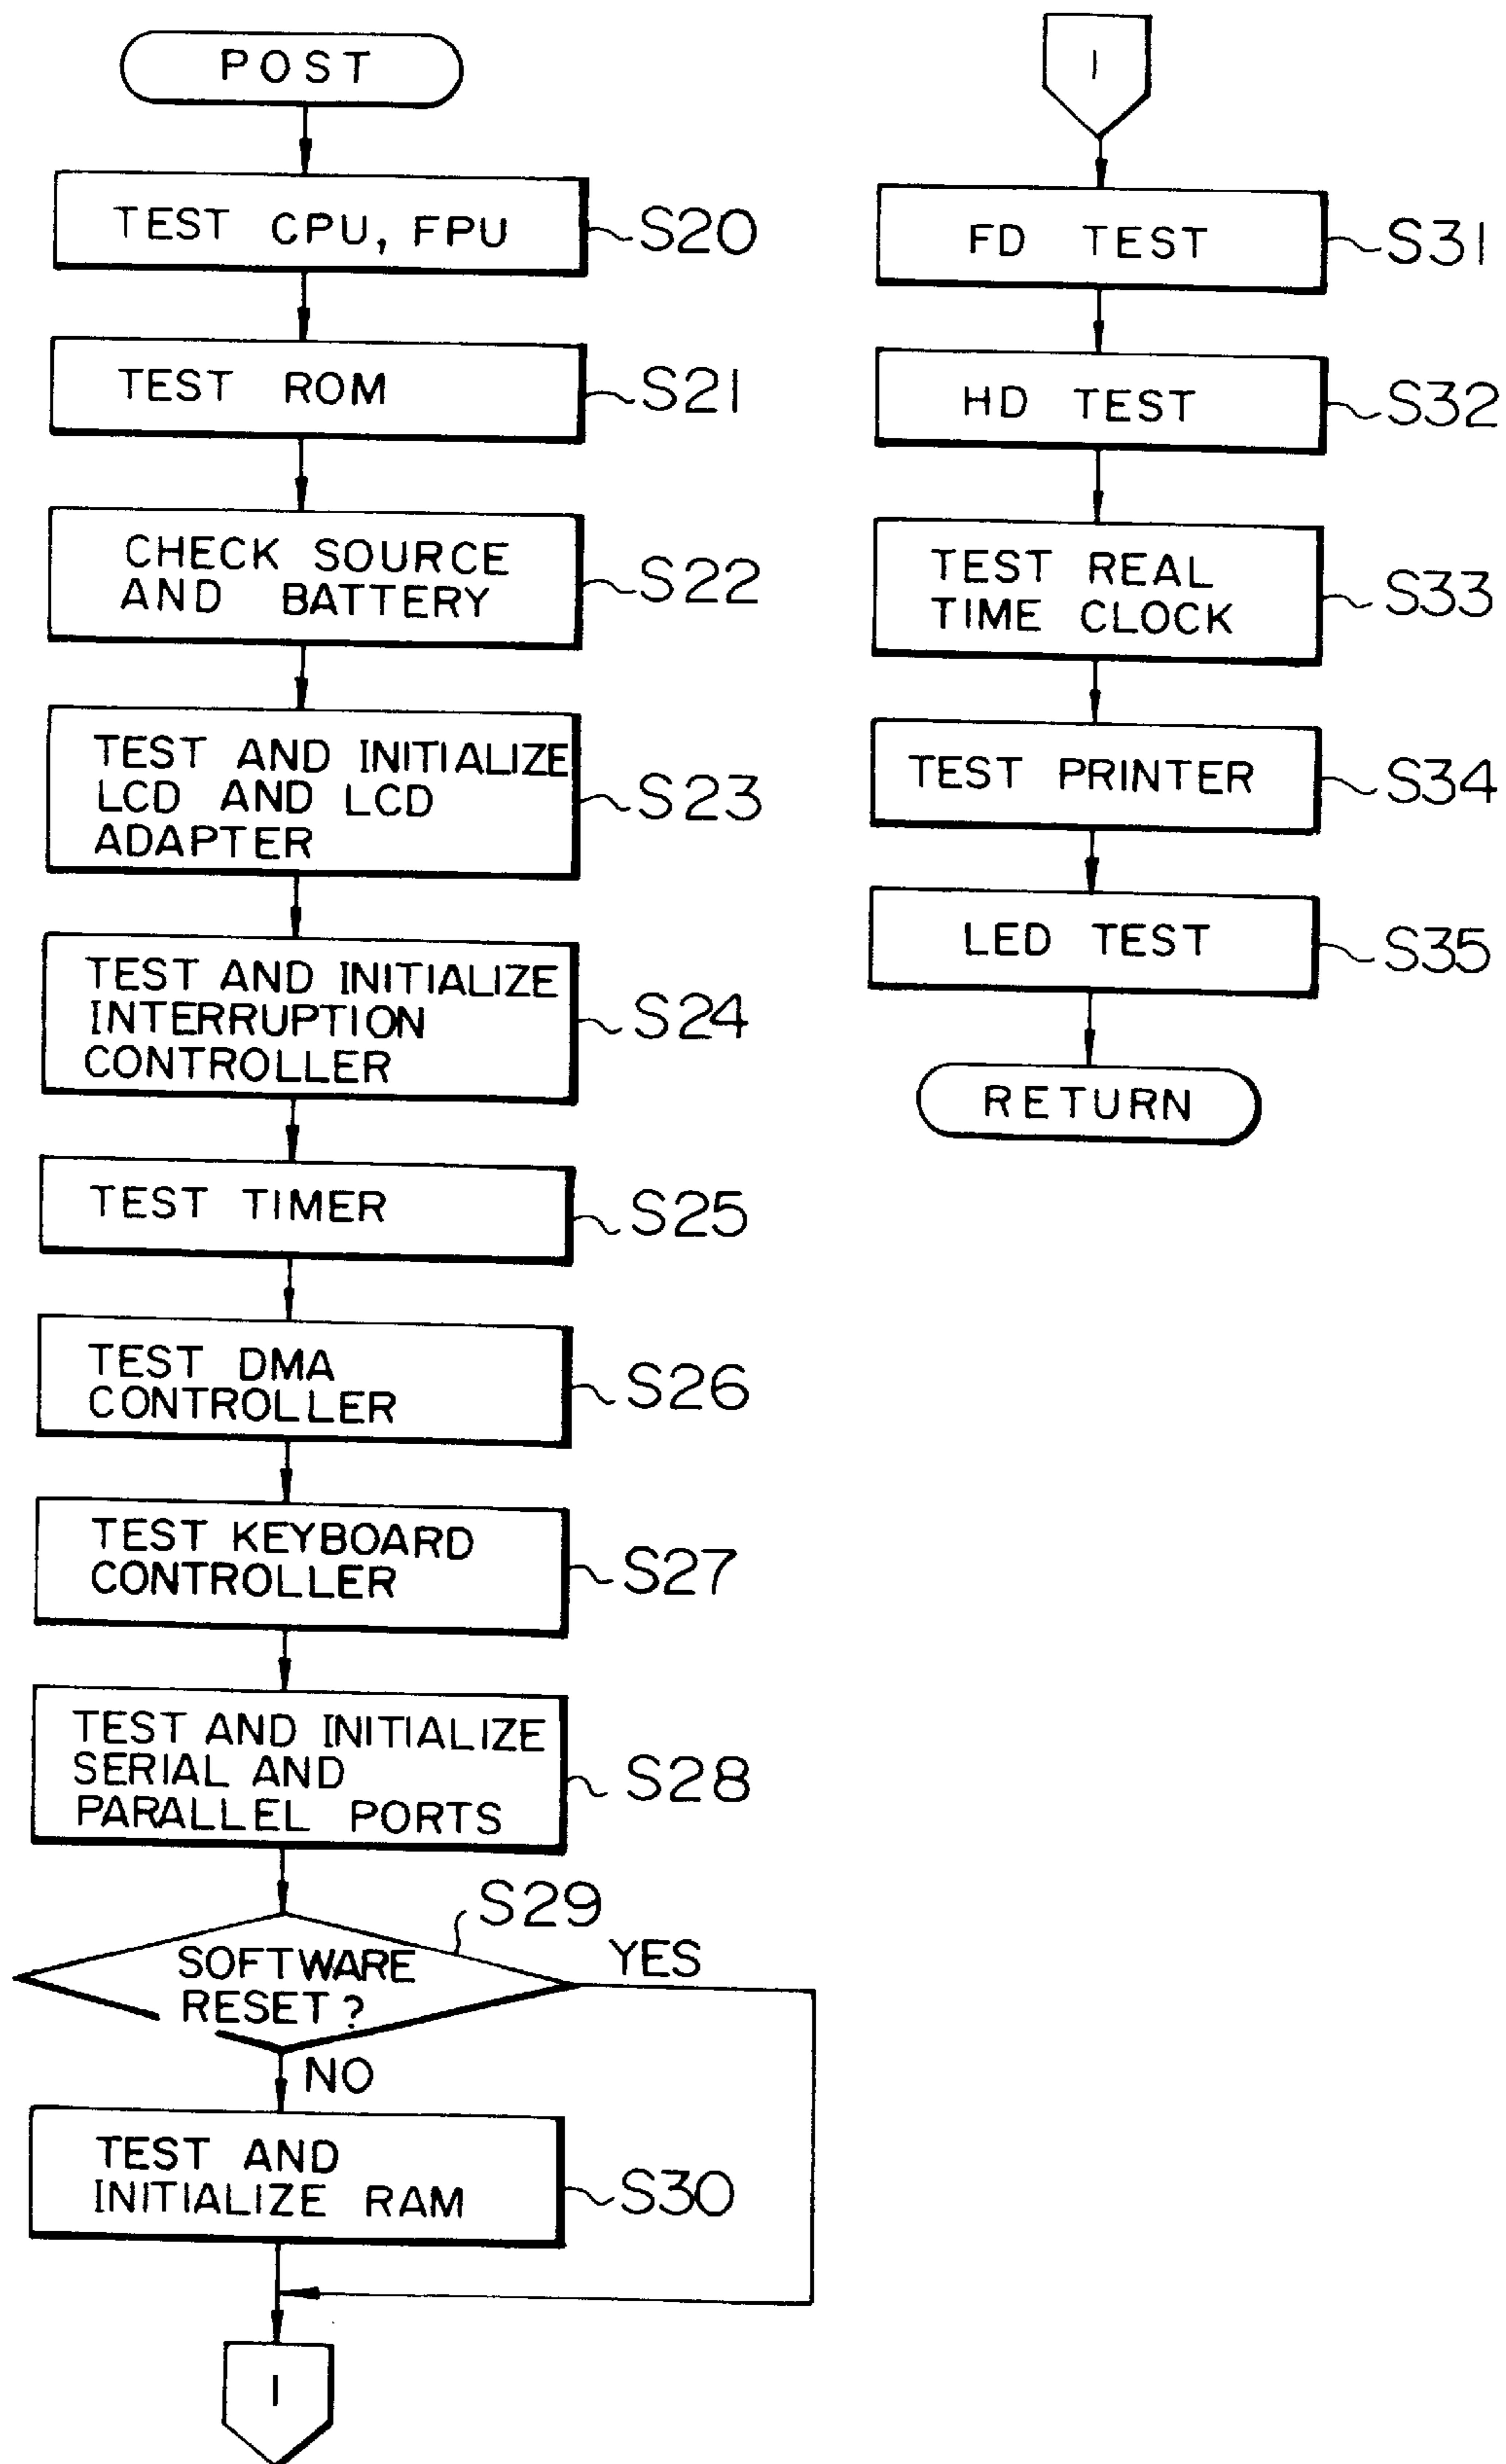 POST
TEST CPU, FPU
S20
TEST ROM
S21
CHECK SOURCE
AND BATTERY
S22
TEST AND INITIALIZE
LCD AND LCD
ADAPTER
S23
TEST AND INITIALIZE
INTERRUPTION
CONTROLLER
S24
TEST TIMER
S25
TEST DMA
CONTROLLER
S26
TEST KEYBOARD
CONTROLLER
S27
TEST AND INITIALIZE
SERIAL AND
PARALLEL PORTS
S28
S29
SOFTWARE
RESET?
YES
NO
TEST AND
INITIALIZE RAM
S30
1
1
FD TEST
S31
HD TEST
S32
TEST REAL
TIME CLOCK
S33
TEST PRINTER
S34
LED TEST
S35
RETURN